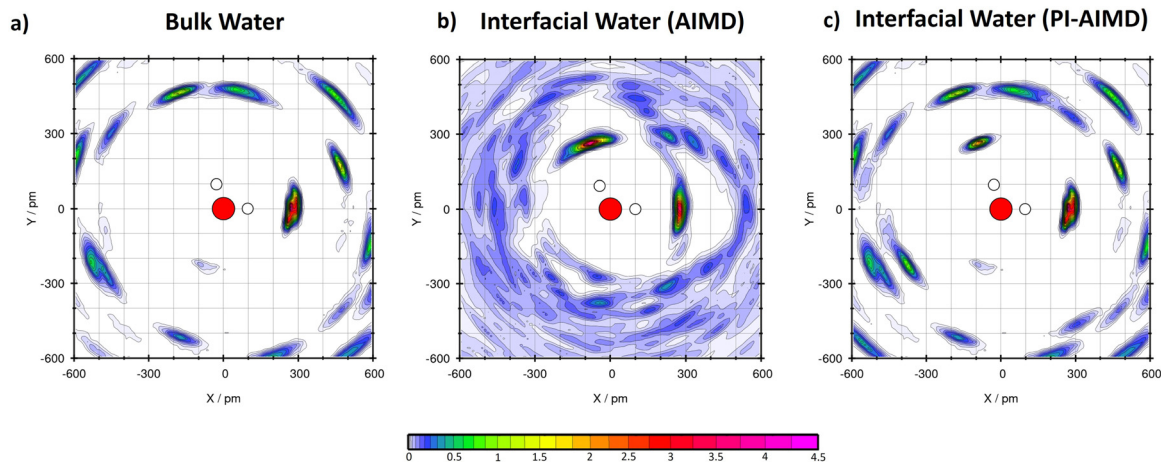 a) Bulk Water
b) Interfacial Water (AIMD)
c) Interfacial Water (PI-AIMD)
600
300
0
-300
-600
Y / pm
-600 -300 0 300 600
X / pm
600
300
0
-300
-600
Y / pm
-600 -300 0 300 600
X / pm
600
300
0
-300
-600
Y / pm
-600 -300 0 300 600
X / pm
0 0.5 1 1.5 2 2.5 3 3.5 4 4.5